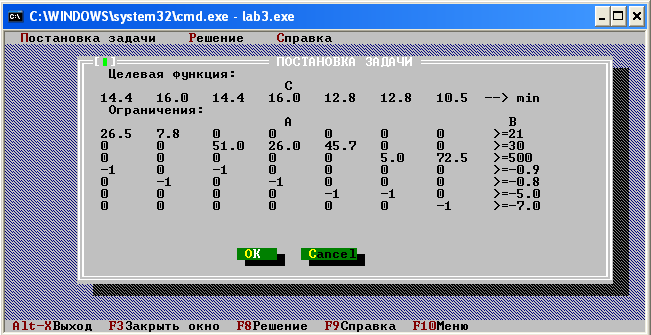 C:\WINDOWS\system32\cmd.exe - lab3.exe
Постановка задачи Решение Справка
ПОСТАНОВКА ЗАДАЧИ
Целевая функция:
C
14.4 16.0 14.4 16.0 12.8 12.8 10.5 --> min
Ограничения:
A B
26.5 7.8 0 0 0 0 0 >=21
0 0 51.0 26.0 45.7 0 0 >=30
0 0 0 0 0 5.0 72.5 >=500
-1 0 -1 0 0 0 0 >=-0.9
0 -1 0 -1 0 0 0 >=-0.8
0 0 0 0 -1 -1 0 >=-5.0
0 0 0 0 0 0 -1 >=-7.0
OK Cancel
Alt-X Выход F3 Закрыть окно F8 Решение F9 Справка F10 Меню